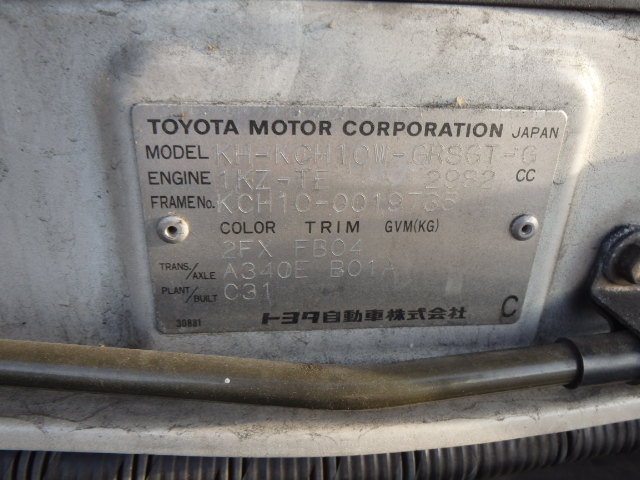 TOYOTA MOTOR CORPORATION JAPAN
MODEL KH-KCH10W-GRSGT-G
ENGINE 1KZ-TE 2982 CC
FRAME No. KCH10-0019
COLOR TRIM GVM(KG)
2FX FB04
TRANS./AXLE A340E B01A
PLANT/BUILT C31
30881 トヨタ自動車株式会社 C